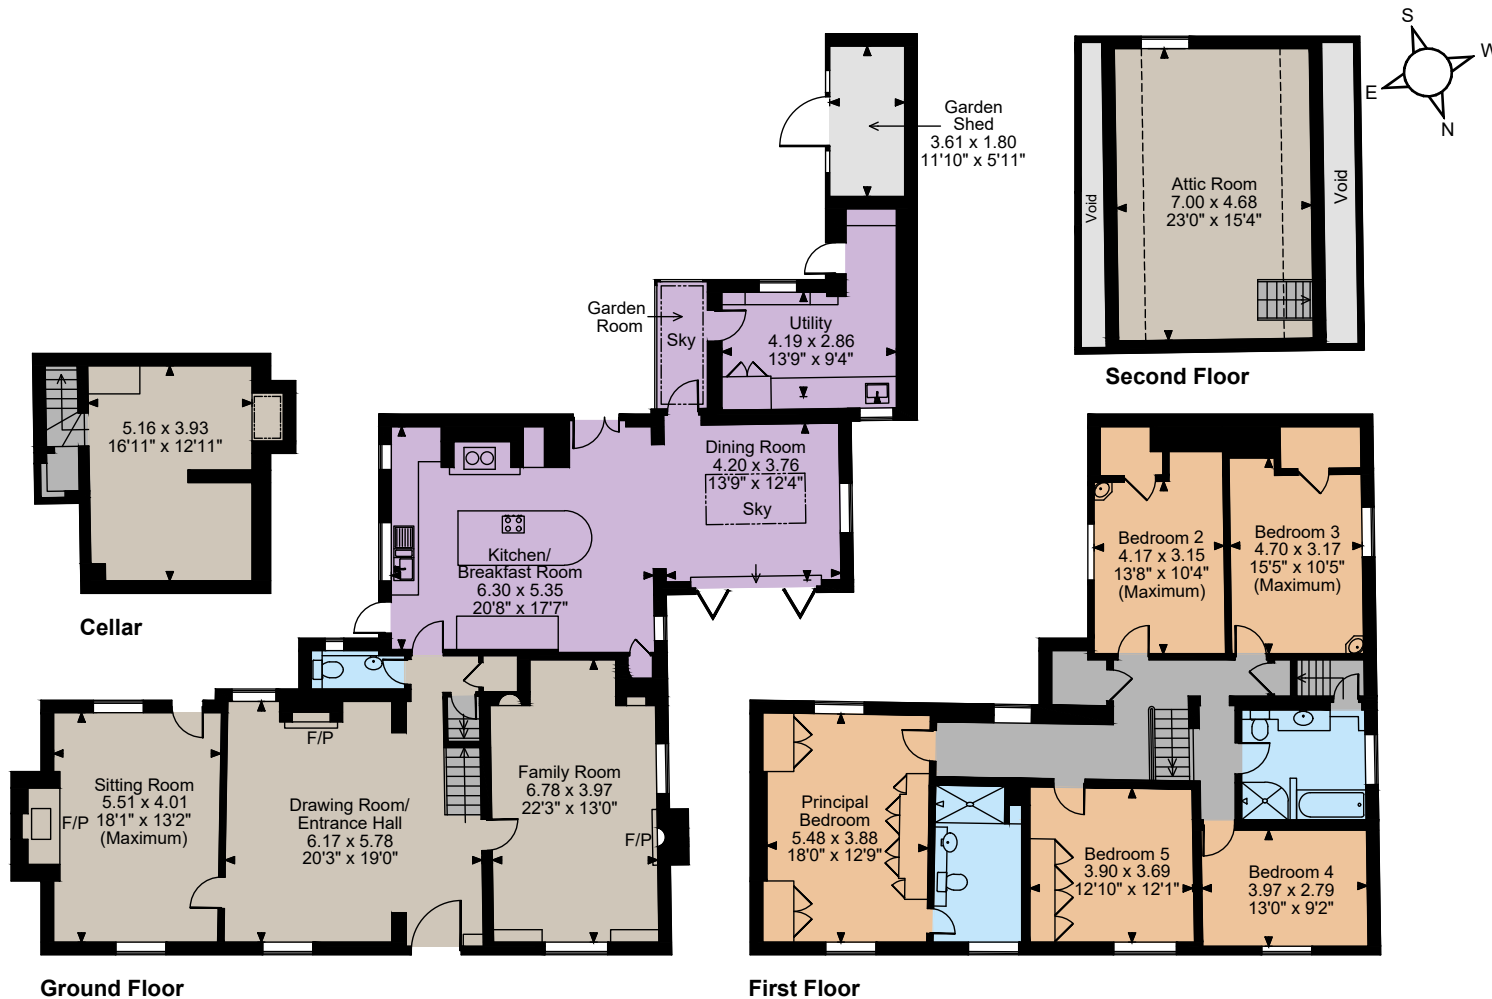 S
W
E
N
Garden
Shed
3.61 x 1.80
11'10" x 5'11"
Attic Room
7.00 x 4.68
23'0" x 15'4"
Void
Void
Second Floor
Garden
Room
Sky
Utility
4.19 x 2.86
13'9" x 9'4"
5.16 x 3.93
16'11" x 12'11"
Cellar
Dining Room
4.20 x 3.76
13'9" x 12'4"
Sky
Kitchen/
Breakfast Room
6.30 x 5.35
20'8" x 17'7"
F/P
Sitting Room
5.51 x 4.01
18'1" x 13'2"
(Maximum)
F/P
Drawing Room/
Entrance Hall
6.17 x 5.78
20'3" x 19'0"
Family Room
6.78 x 3.97
22'3" x 13'0"
F/P
Ground Floor
Bedroom 2
4.17 x 3.15
13'8" x 10'4"
(Maximum)
Bedroom 3
4.70 x 3.17
15'5" x 10'5"
(Maximum)
Principal
Bedroom
5.48 x 3.88
18'0" x 12'9"
Bedroom 5
3.90 x 3.69
12'10" x 12'1"
Bedroom 4
3.97 x 2.79
13'0" x 9'2"
First Floor